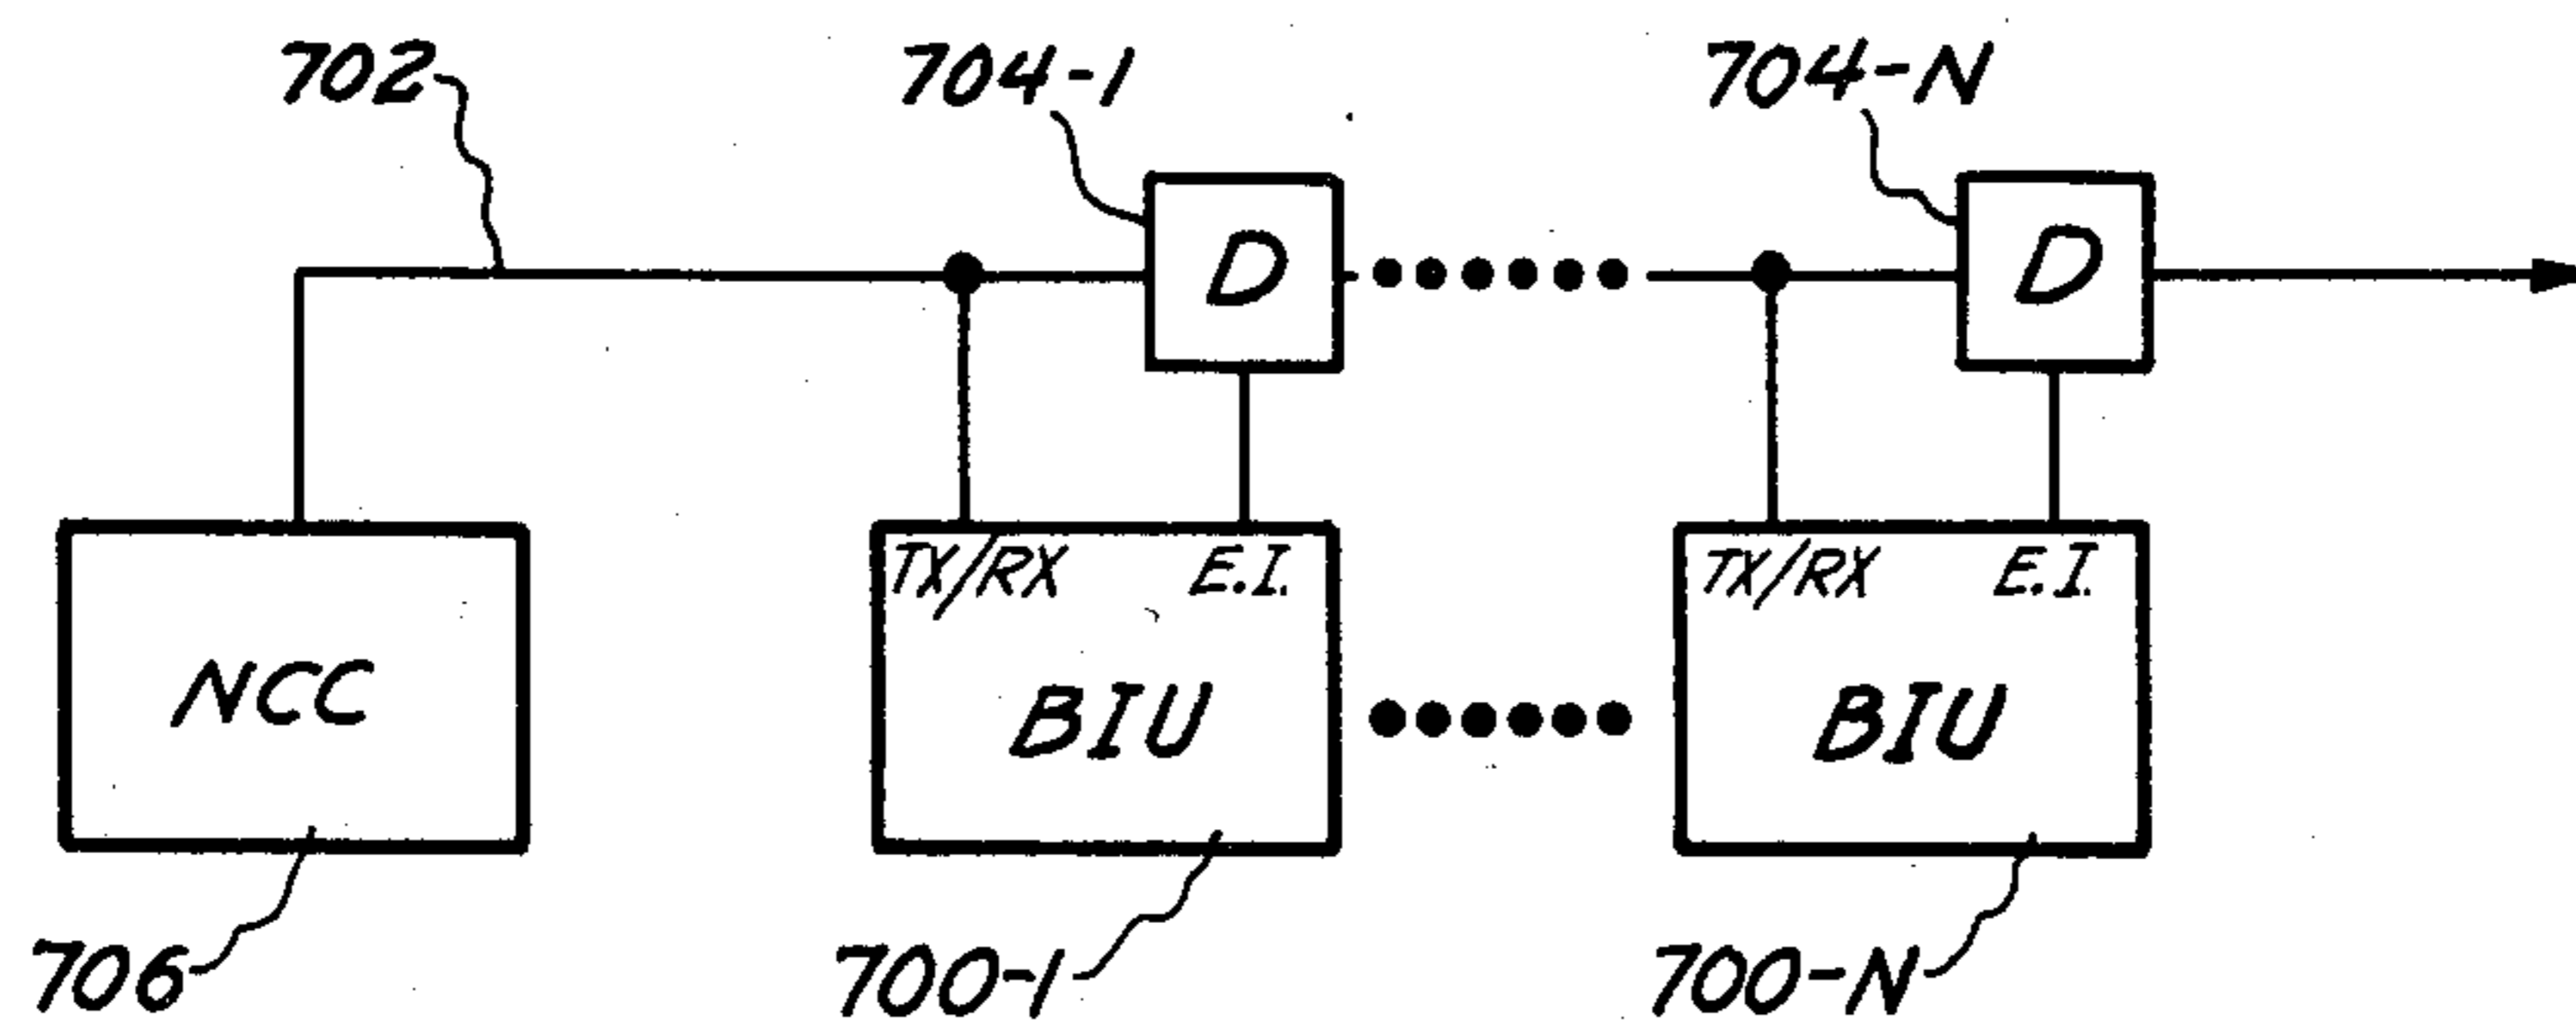 702
704-1
704-N
D
D
TX/RX
E.I.
TX/RX
E.I.
NCC
BIU
BIU
706
700-1
700-N